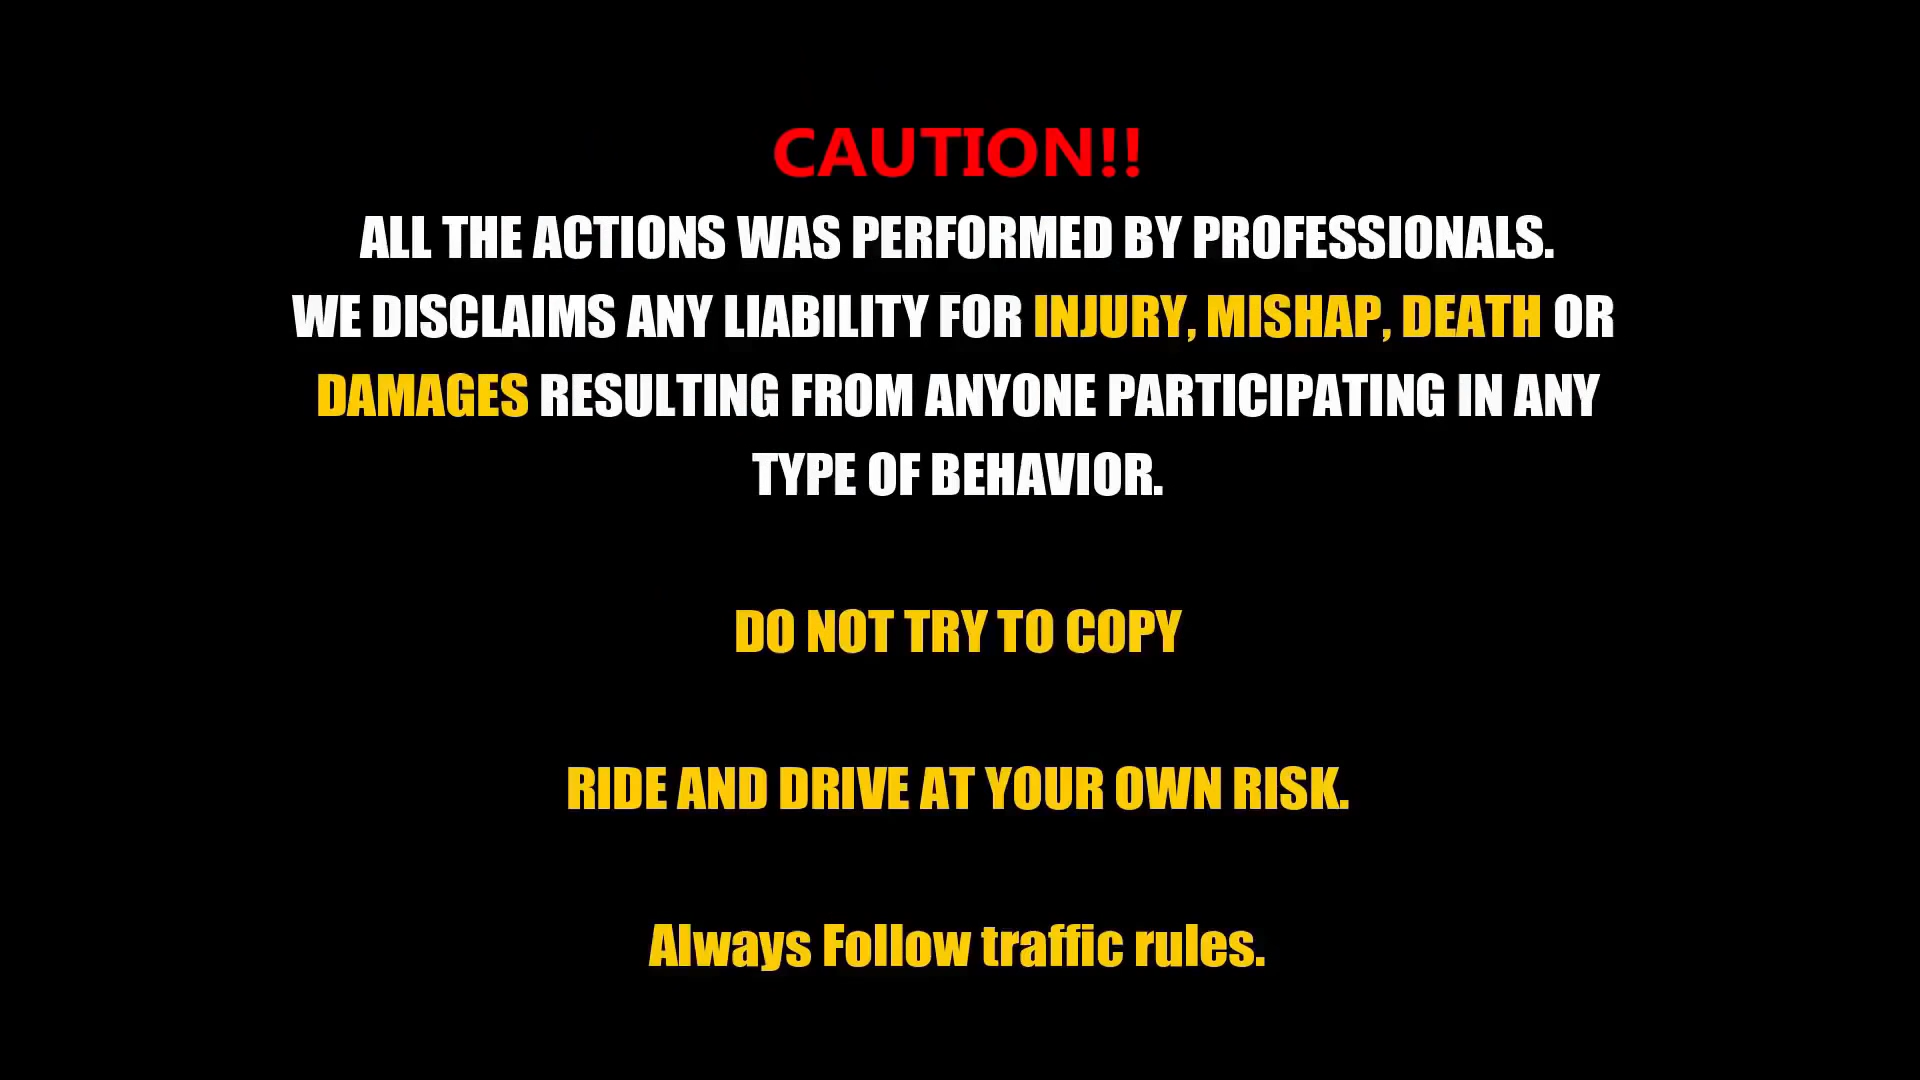 CAUTION!!
ALL THE ACTIONS WAS PERFORMED BY PROFESSIONALS.
WE DISCLAIMS ANY LIABILITY FOR INJURY, MISHAP, DEATH OR
DAMAGES RESULTING FROM ANYONE PARTICIPATING IN ANY
TYPE OF BEHAVIOR.
DO NOT TRY TO COPY
RIDE AND DRIVE AT YOUR OWN RISK.
Always Follow traffic rules.